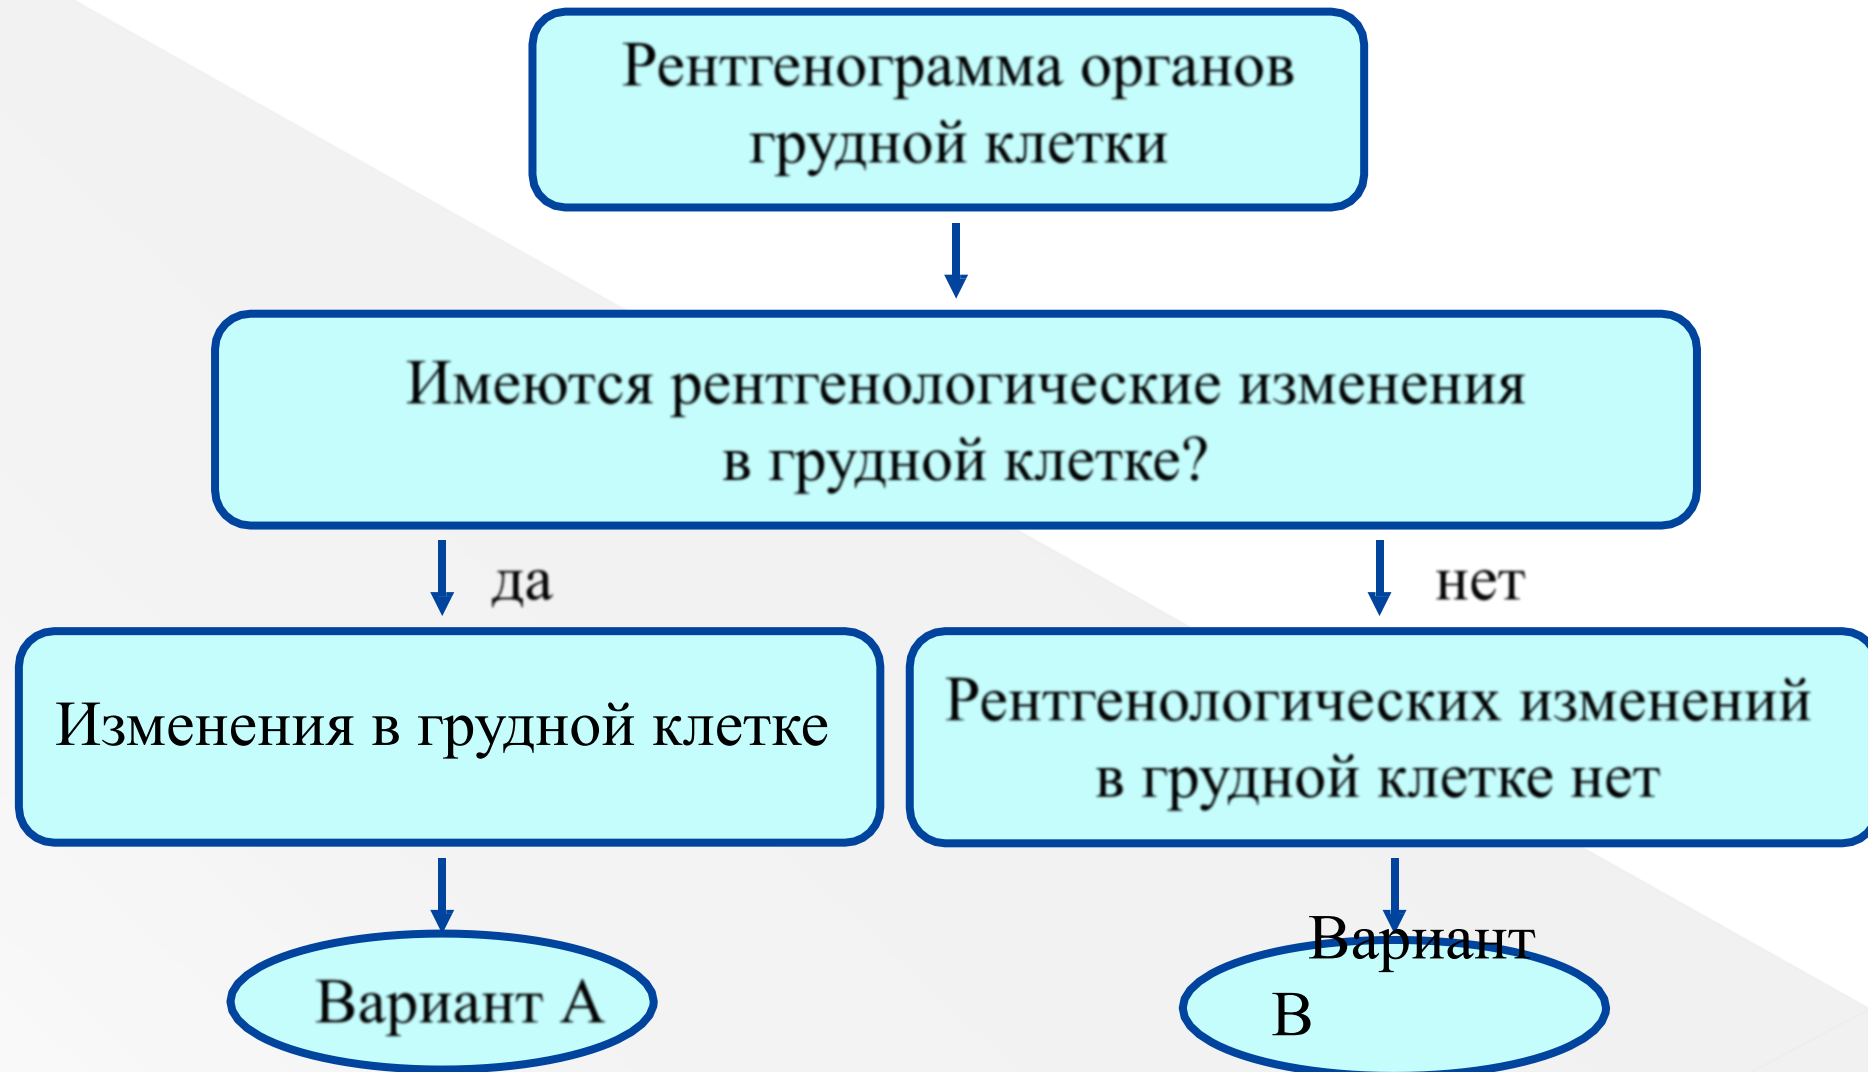 Рентгенограмма органов
грудной клетки
Имеются рентгенологические изменения
в грудной клетке?
да
нет
Изменения в грудной клетке
Рентгенологических изменений
в грудной клетке нет
Вариант А
Вариант
В